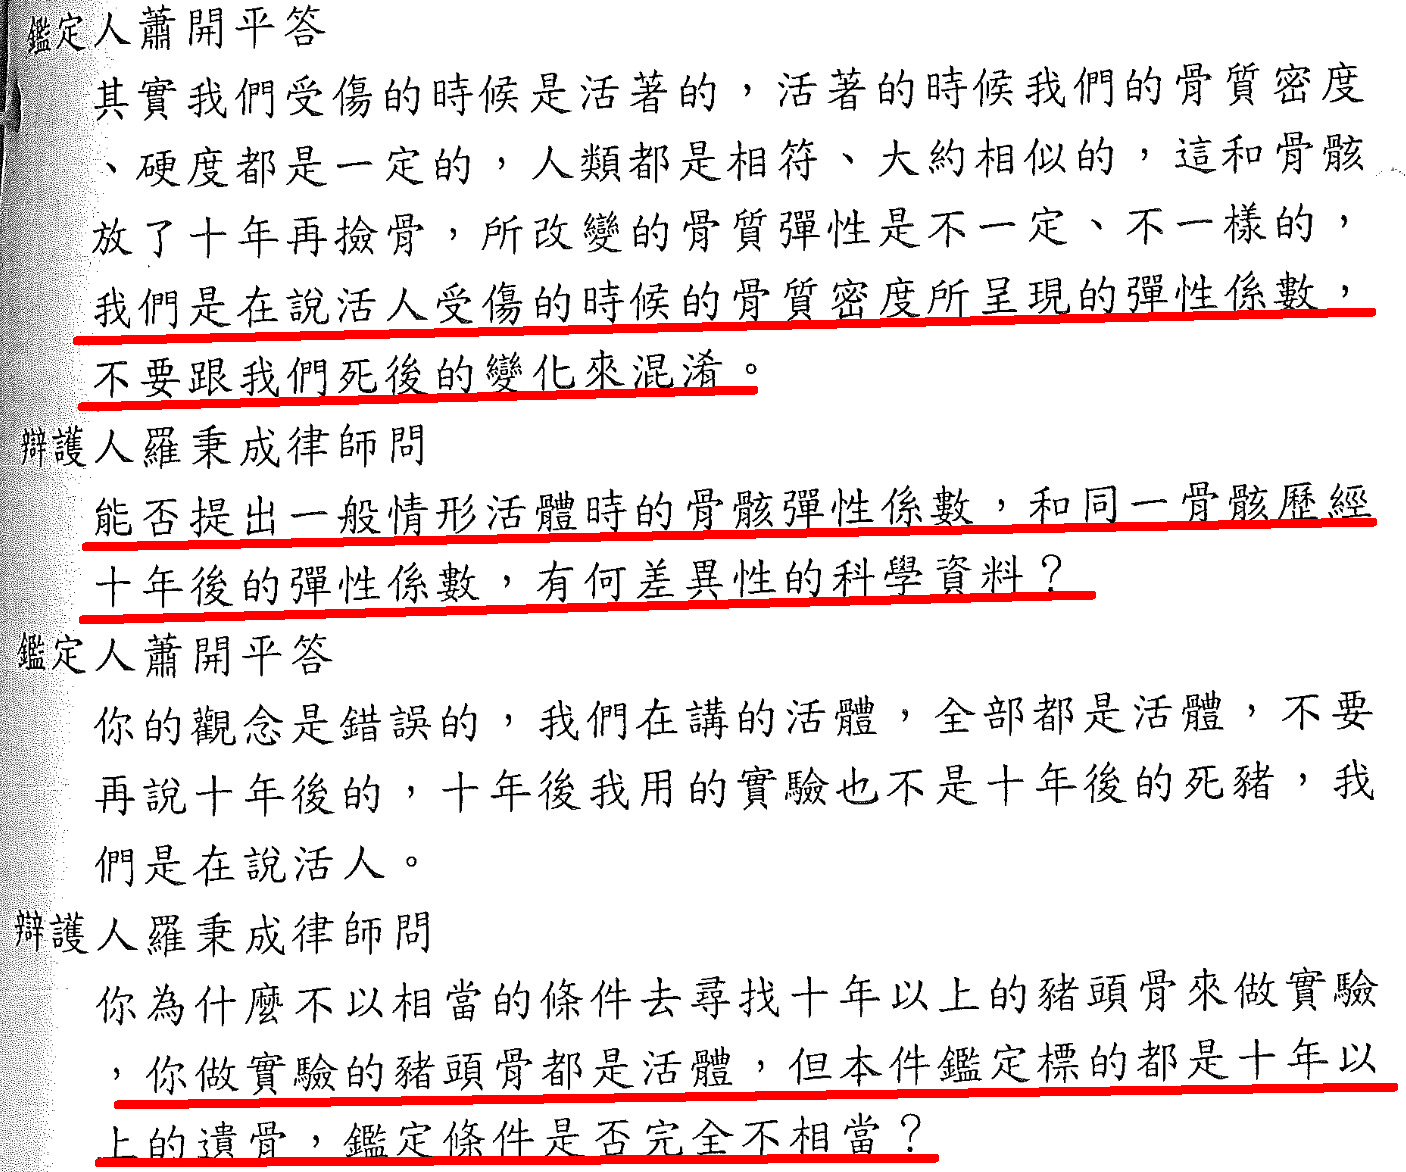 鑑定人蕭開平答
其實我們受傷的時候是活著的，活著的時候我們的骨質密度
、硬度都是一定的，人類都是相符、大約相似的，這和骨骸
放了十年再撿骨，所改變的骨質彈性是不一定、不一樣的，
我們是在說活人受傷的時候的骨質密度所呈現的彈性係數，
不要跟我們死後的變化來混淆。
辯護人羅秉成律師問
能否提出一般情形活體時的骨骸彈性係數，和同一骨骸歷經
十年後的彈性係數，有何差異性的科學資料？
鑑定人蕭開平答
你的觀念是錯誤的，我們在講的活體，全部都是活體，不要
再說十年後的，十年後我用的實驗也不是十年後的死豬，我
們是在說活人。
辯護人羅秉成律師問
你為什麼不以相當的條件去尋找十年以上的豬頭骨來做實驗
，你做實驗的豬頭骨都是活體，但本件鑑定標的都是十年以
上的遺骨，鑑定條件是否完全不相當？